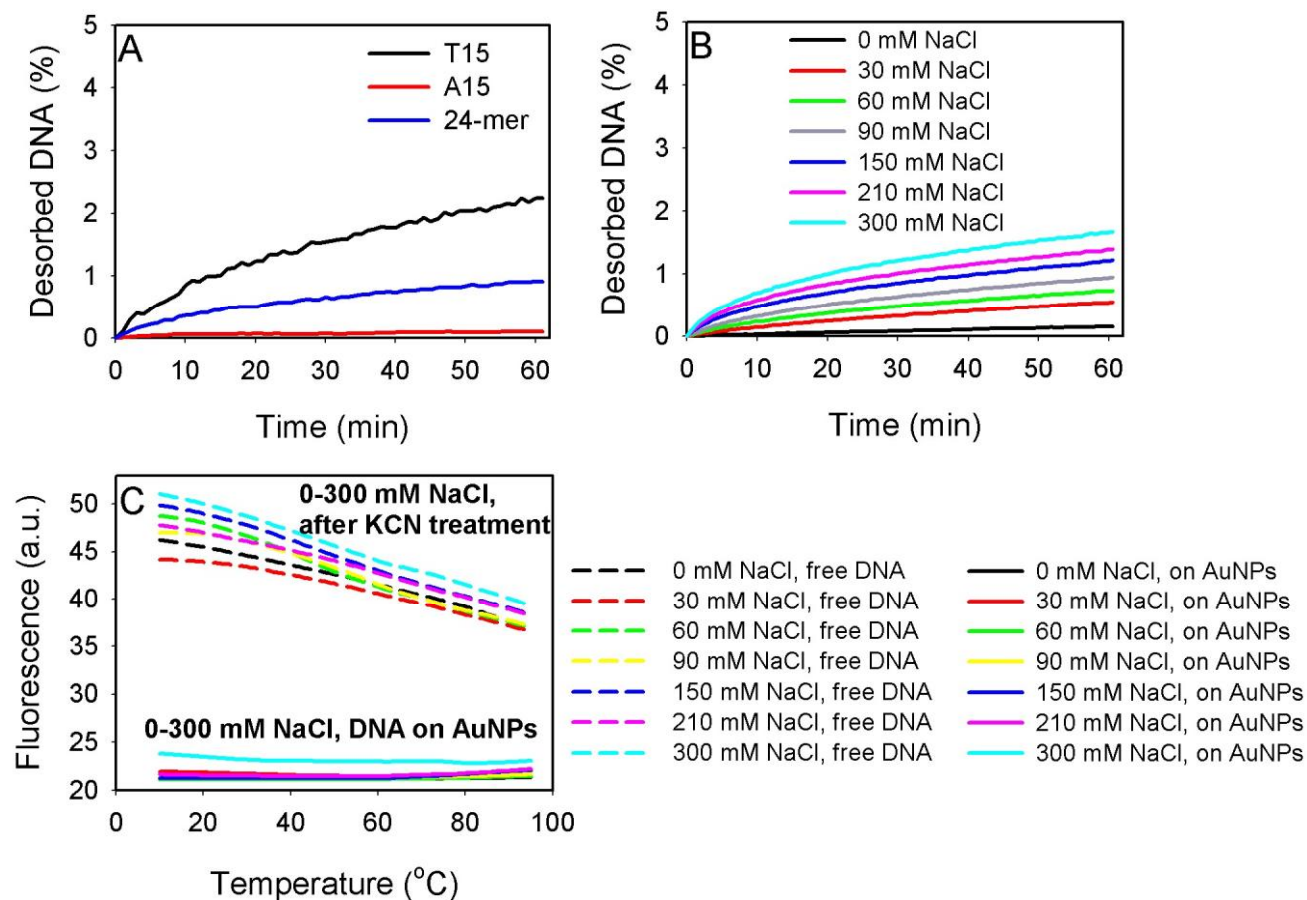 A
Desorbed DNA (%)
5
4
3
2
1
0
T15
A15
24-mer
0 10 20 30 40 50 60
Time (min)
B
Desorbed DNA (%)
5
4
3
2
1
0
0 mM NaCl
30 mM NaCl
60 mM NaCl
90 mM NaCl
150 mM NaCl
210 mM NaCl
300 mM NaCl
0 10 20 30 40 50 60
Time (min)
C
Fluorescence (a.u.)
50
45
40
35
30
25
20
0-300 mM NaCl,
after KCN treatment
0-300 mM NaCl, DNA on AuNPs
0 20 40 60 80 100
Temperature (°C)
0 mM NaCl, free DNA
30 mM NaCl, free DNA
60 mM NaCl, free DNA
90 mM NaCl, free DNA
150 mM NaCl, free DNA
210 mM NaCl, free DNA
300 mM NaCl, free DNA
0 mM NaCl, on AuNPs
30 mM NaCl, on AuNPs
60 mM NaCl, on AuNPs
90 mM NaCl, on AuNPs
150 mM NaCl, on AuNPs
210 mM NaCl, on AuNPs
300 mM NaCl, on AuNPs